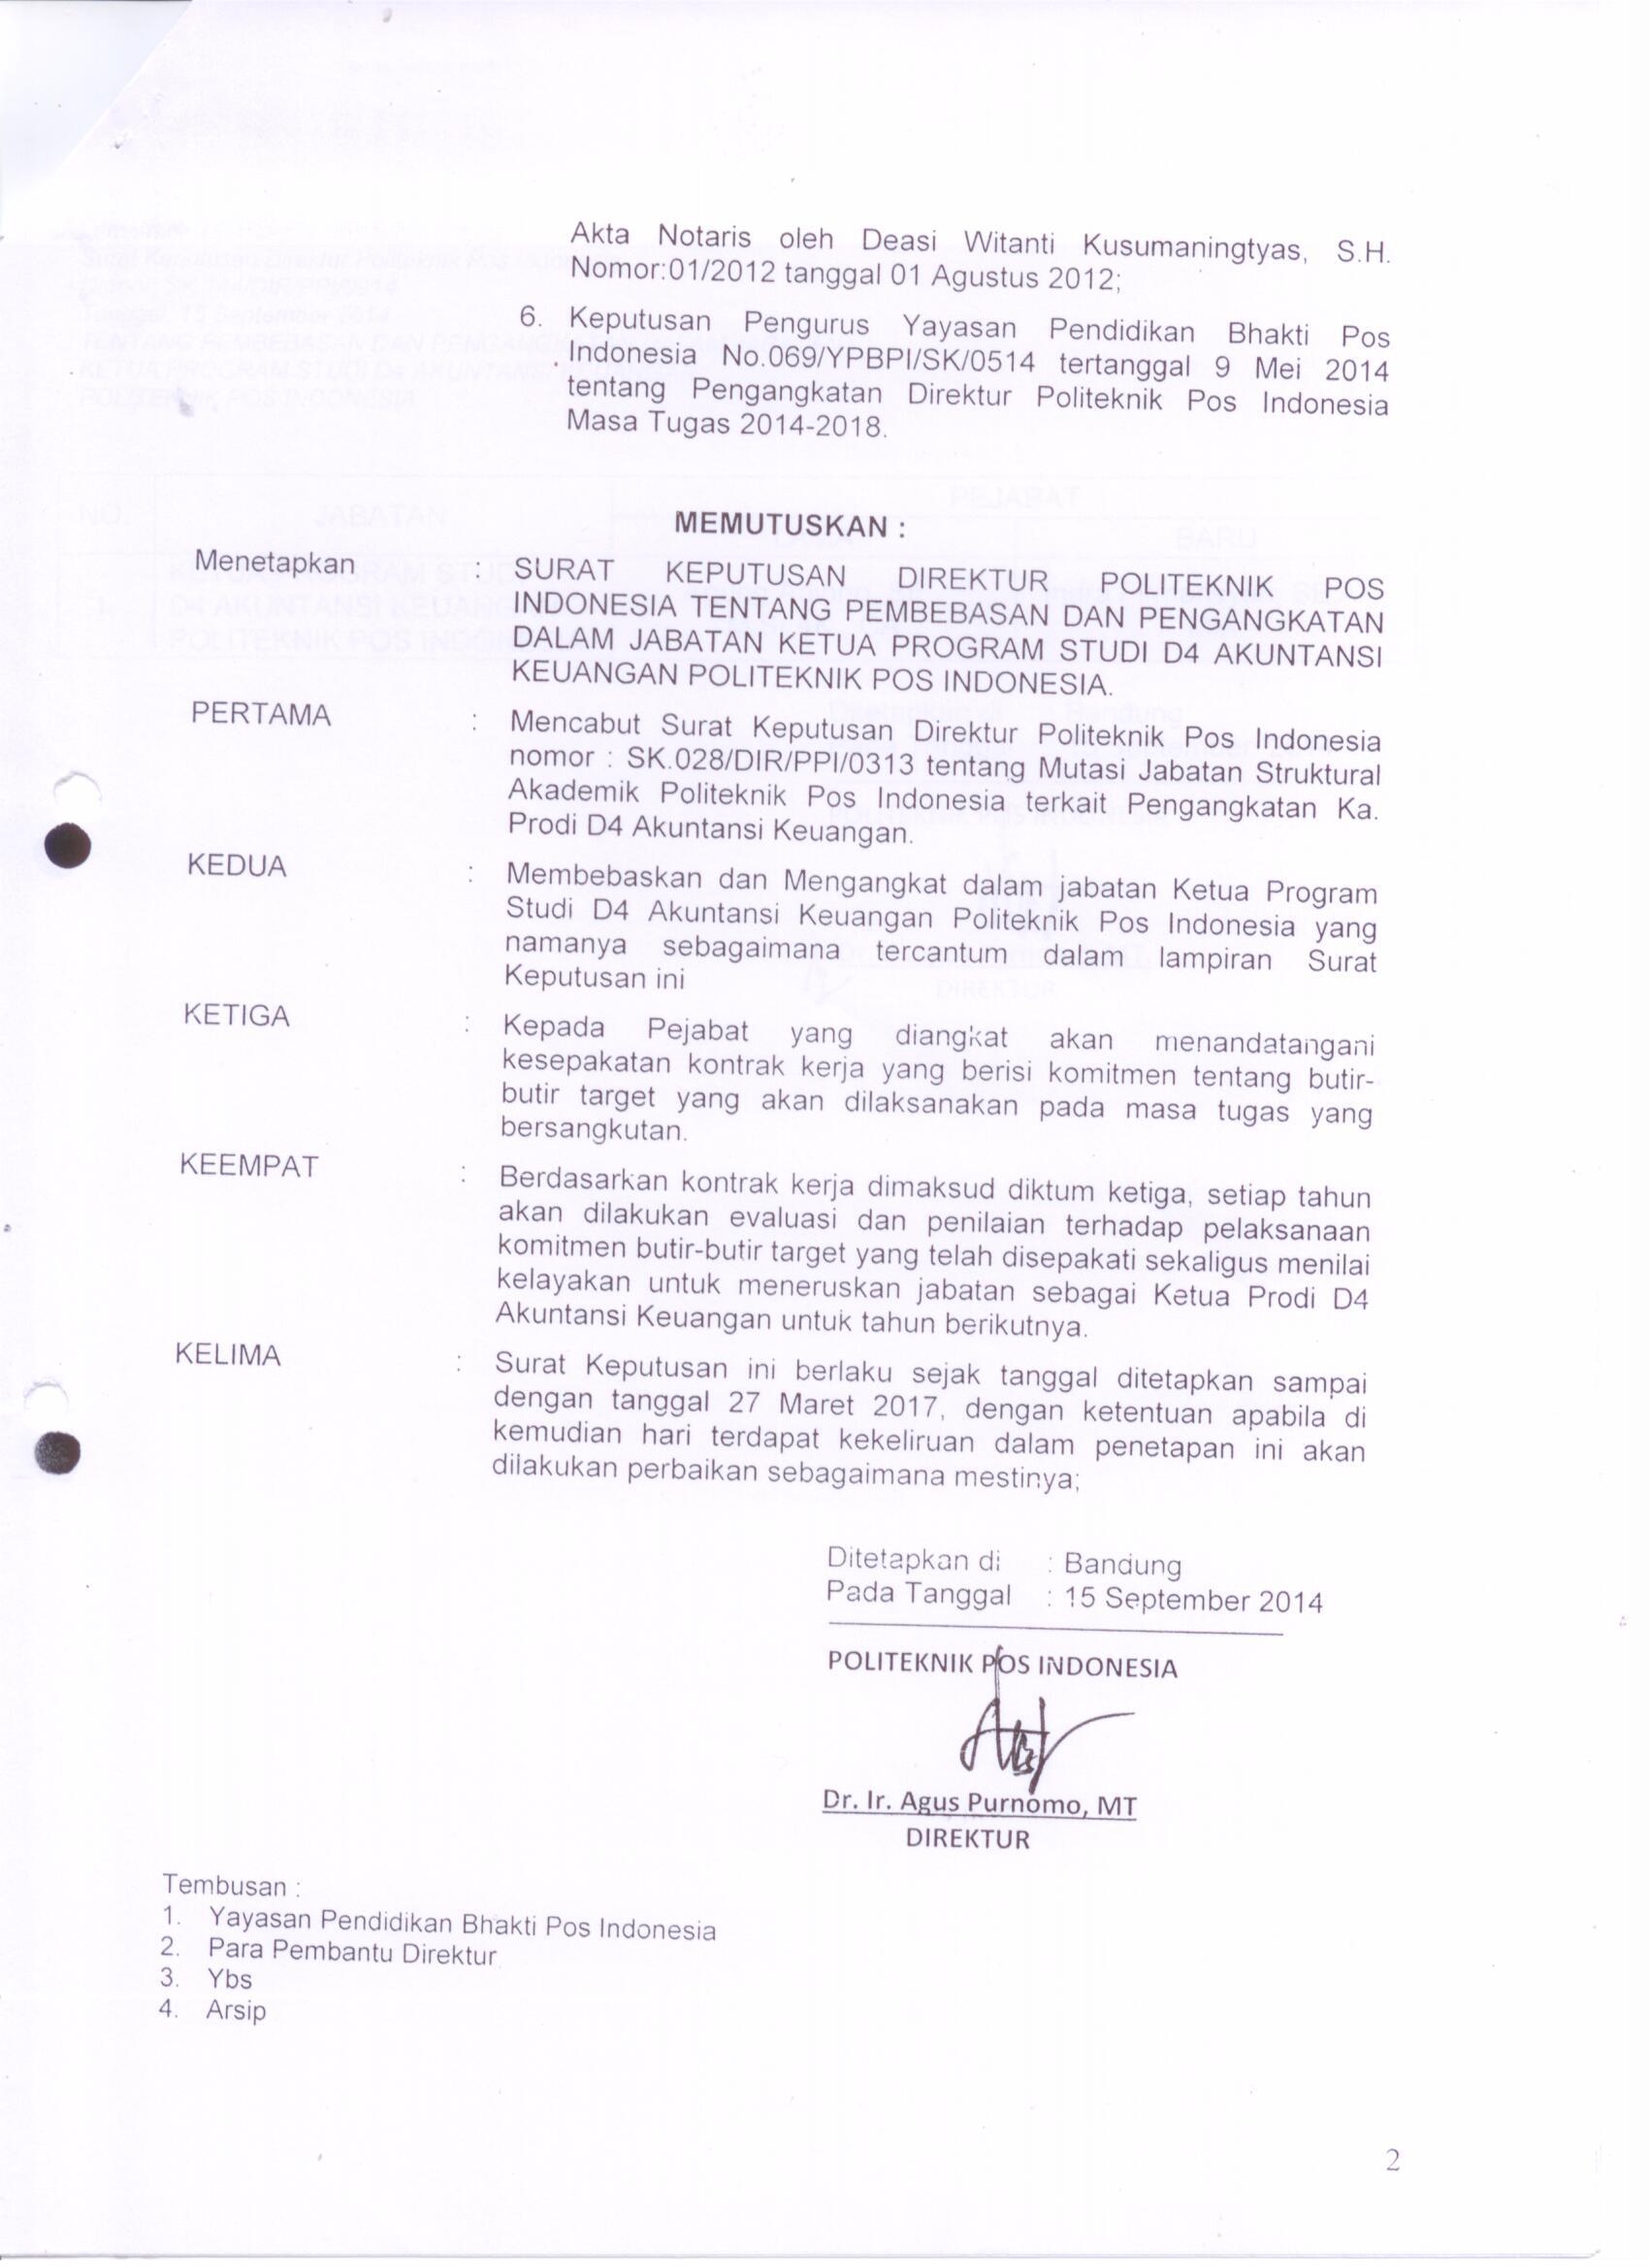 Akta Notaris oleh Deasi Witanti Kusumaningtyas, S.H.
Nomor:01/2012 tanggal 01 Agustus 2012;
6. Keputusan Pengurus Yayasan Pendidikan Bhakti Pos
Indonesia No.069/YPBPI/SK/0514 tertanggal 9 Mei 2014
tentang Pengangkatan Direktur Politeknik Pos Indonesia
Masa Tugas 2014-2018.
MEMUTUSKAN :
Menetapkan : SURAT KEPUTUSAN DIREKTUR POLITEKNIK POS
INDONESIA TENTANG PEMBEBASAN DAN PENGANGKATAN
DALAM JABATAN KETUA PROGRAM STUDI D4 AKUNTANSI
KEUANGAN POLITEKNIK POS INDONESIA.
PERTAMA : Mencabut Surat Keputusan Direktur Politeknik Pos Indonesia
nomor : SK.028/DIR/PPI/0313 tentang Mutasi Jabatan Struktural
Akademik Politeknik Pos Indonesia terkait Pengangkatan Ka.
Prodi D4 Akuntansi Keuangan.
KEDUA : Membebaskan dan Mengangkat dalam jabatan Ketua Program
Studi D4 Akuntansi Keuangan Politeknik Pos Indonesia yang
namanya sebagaimana tercantum dalam lampiran Surat
Keputusan ini
KETIGA : Kepada Pejabat yang diangkat akan menandatangani
kesepakatan kontrak kerja yang berisi komitmen tentang butir-
butir target yang akan dilaksanakan pada masa tugas yang
bersangkutan.
KEEMPAT : Berdasarkan kontrak kerja dimaksud diktum ketiga, setiap tahun
akan dilakukan evaluasi dan penilaian terhadap pelaksanaan
komitmen butir-butir target yang telah disepakati sekaligus menilai
kelayakan untuk meneruskan jabatan sebagai Ketua Prodi D4
Akuntansi Keuangan untuk tahun berikutnya.
KELIMA : Surat Keputusan ini berlaku sejak tanggal ditetapkan sampai
dengan tanggal 27 Maret 2017, dengan ketentuan apabila di
kemudian hari terdapat kekeliruan dalam penetapan ini akan
dilakukan perbaikan sebagaimana mestinya;
Ditetapkan di : Bandung
Pada Tanggal : 15 September 2014
POLITEKNIK POS INDONESIA
Dr. Ir. Agus Purnomo, MT
DIREKTUR
Tembusan :
1. Yayasan Pendidikan Bhakti Pos Indonesia
2. Para Pembantu Direktur
3. Ybs
4. Arsip
2